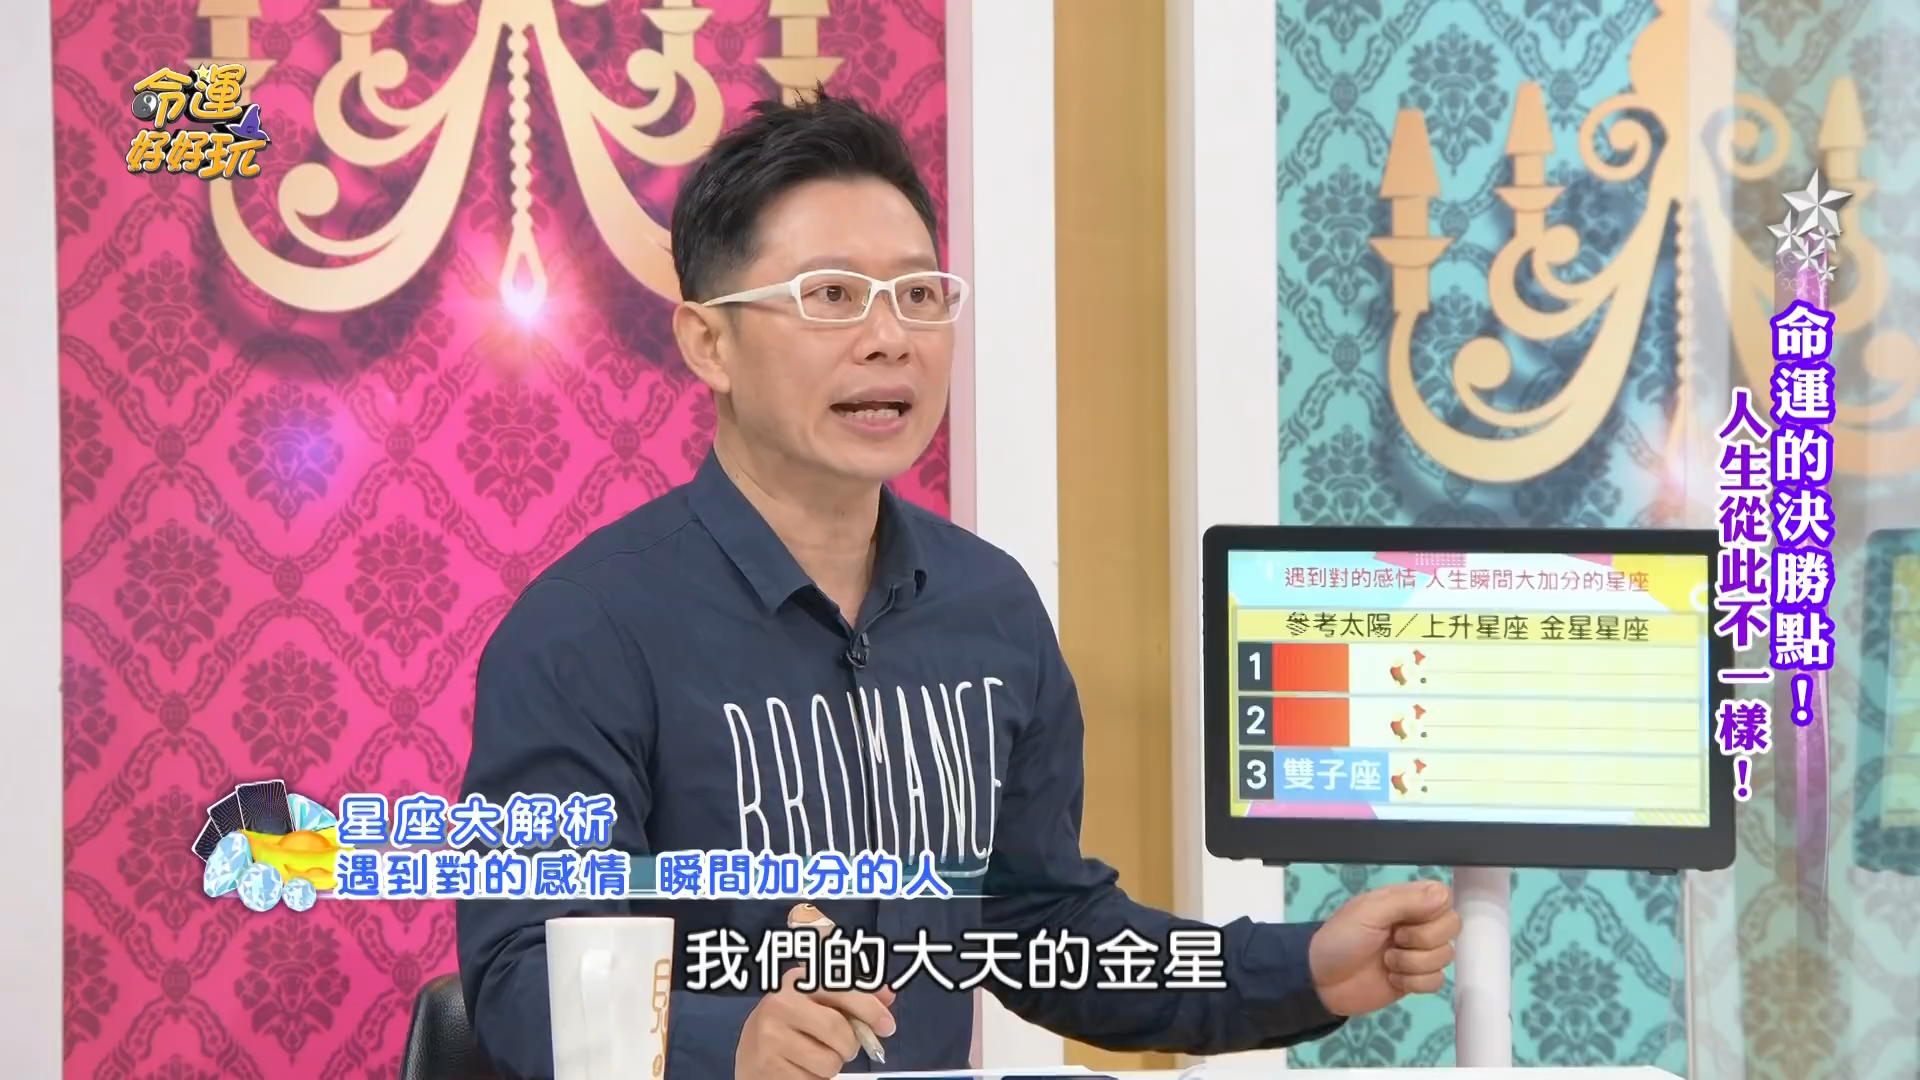 命運
好好玩
命運的決勝點！
人生從此不一樣！
遇到對的感情 人生瞬間大加分的星座
參考太陽／上升星座 金星星座
1
2
3 雙子座
BROMANCE
星座大解析
遇到對的感情 瞬間加分的人
我們的大天的金星